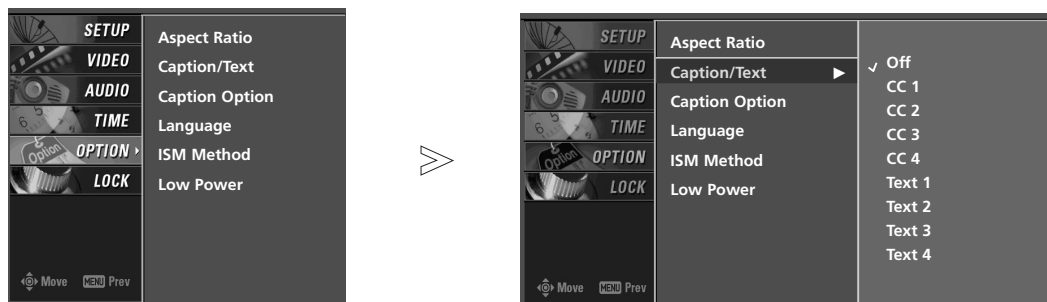 SETUP
VIDEO
AUDIO
TIME
OPTION
LOCK
Move MENU Prev
Aspect Ratio
Caption/Text
Caption Option
Language
ISM Method
Low Power
SETUP
VIDEO
AUDIO
TIME
OPTION
LOCK
Move MENU Prev
Aspect Ratio
Caption/Text
Caption Option
Language
ISM Method
Low Power
Off
CC 1
CC 2
CC 3
CC 4
Text 1
Text 2
Text 3
Text 4